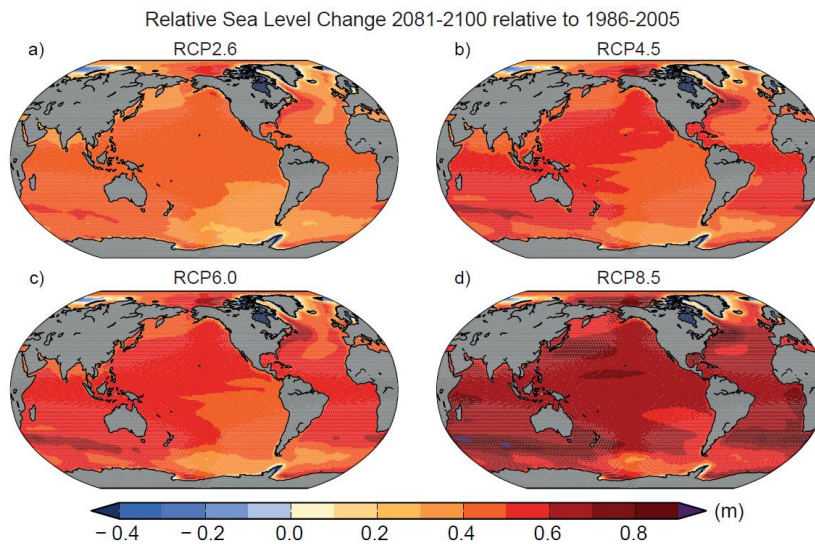 Relative Sea Level Change 2081-2100 relative to 1986-2005
a) RCP2.6
b) RCP4.5
c) RCP6.0
d) RCP8.5
−0.4 −0.2 0.0 0.2 0.4 0.6 0.8 (m)